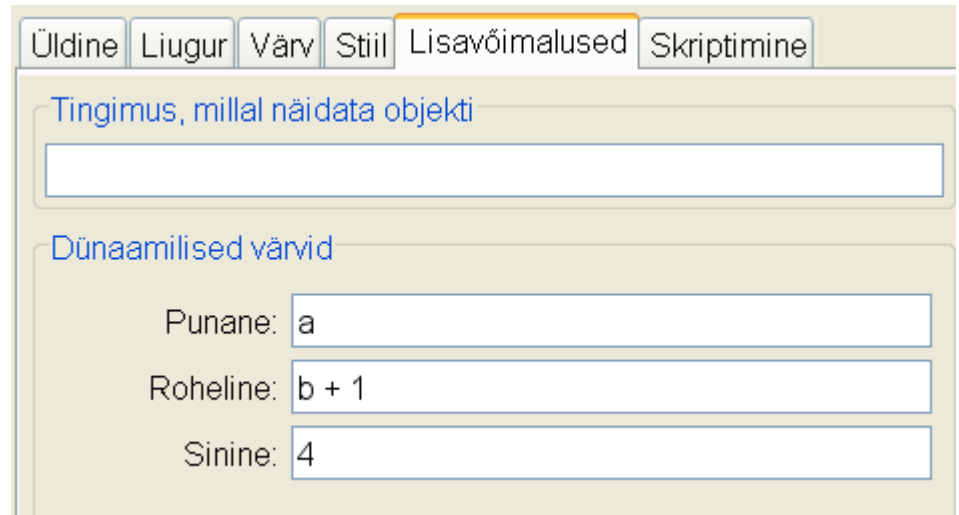 Üldine Liugur Värv Stiil Lisavõimalused Skriptimine
Tingimus, millal näidata objekti
Dünaamilised värvid
Punane: a
Roheline: b + 1
Sinine: 4